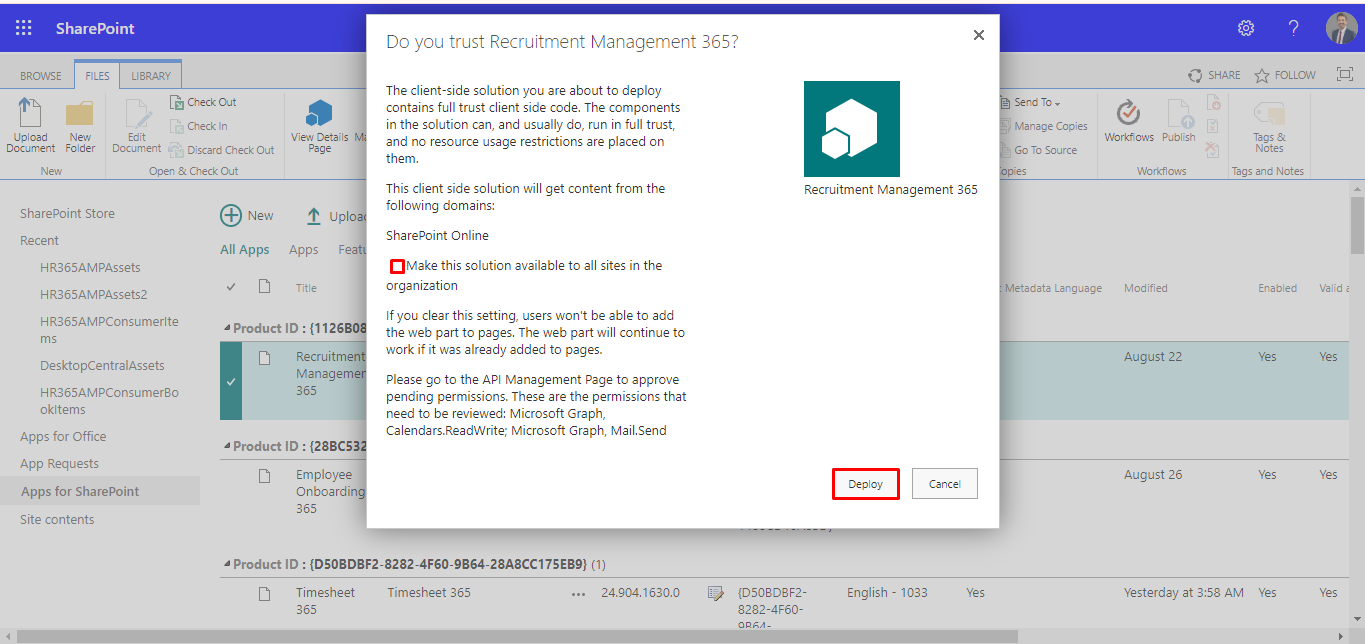 SharePoint
BROWSE
FILES
LIBRARY
SHARE
FOLLOW
Upload
Document
New
Folder
New
Edit
Document
Check Out
Check In
Discard Check Out
Open & Check Out
View Details
Page
Send To
Manage Copies
Go To Source
Workflows
Publish
Workflows
Tags &
Notes
Tags and Notes
Do you trust Recruitment Management 365?
The client-side solution you are about to deploy
contains full trust client side code. The components
in the solution can, and usually do, run in full trust,
and no resource usage restrictions are placed on
them.
This client side solution will get content from the
following domains:
SharePoint Online
Make this solution available to all sites in the
organization
If you clear this setting, users won't be able to add
the web part to pages. The web part will continue to
work if it was already added to pages.
Please go to the API Management Page to approve
pending permissions. These are the permissions that
need to be reviewed: Microsoft Graph,
Calendars.ReadWrite; Microsoft Graph, Mail.Send
Recruitment Management 365
Deploy
Cancel
SharePoint Store
Recent
HR365AMPAssets
HR365AMPAssets2
HR365AMPConsumerIte
ms
DesktopCentralAssets
HR365AMPConsumerBo
okItems
Apps for Office
App Requests
Apps for SharePoint
Site contents
New
Uploa
All Apps
Apps
Featu
Title
Metadata Language
Modified
Enabled
Valid a
Product ID : {1126B08
Recruitment
Managemen
365
August 22
Yes
Yes
Product ID : {28BC532
Employee
Onboarding
365
August 26
Yes
Yes
Product ID : {D50BDBF2-8282-4F60-9B64-28A8CC175EB9} (1)
Timesheet
365
Timesheet 365
...
24.904.1630.0
{D50BDBF2-
8282-4F60-
9B64-
English - 1033
Yes
Yesterday at 3:58 AM
Yes
Yes